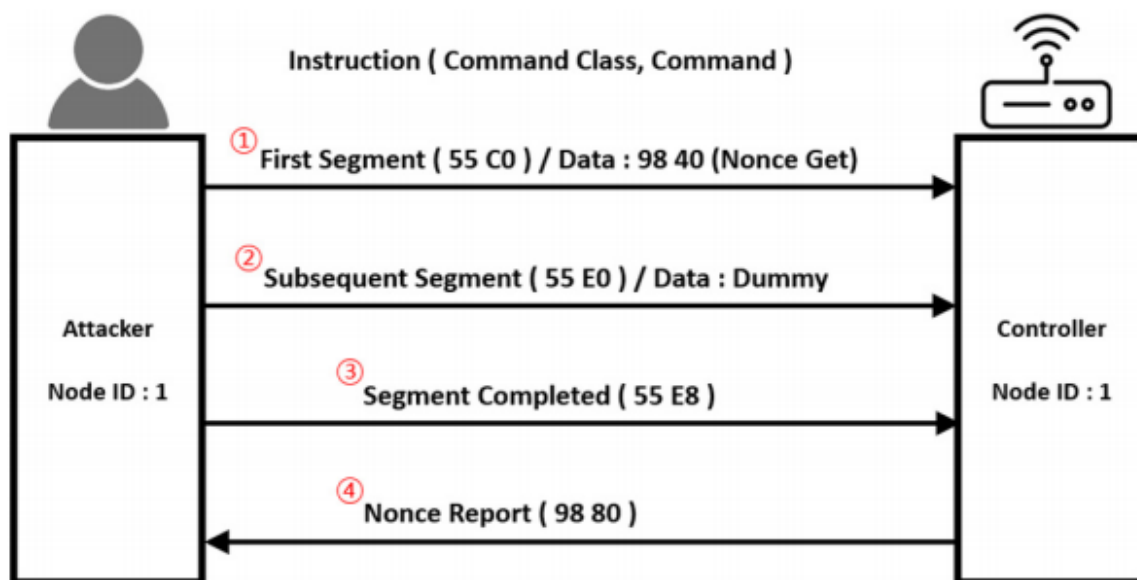 Instruction ( Command Class, Command )
① First Segment ( 55 C0 ) / Data : 98 40 (Nonce Get)
② Subsequent Segment ( 55 E0 ) / Data : Dummy
Attacker
Node ID : 1
Controller
Node ID : 1
③ Segment Completed ( 55 E8 )
④ Nonce Report ( 98 80 )